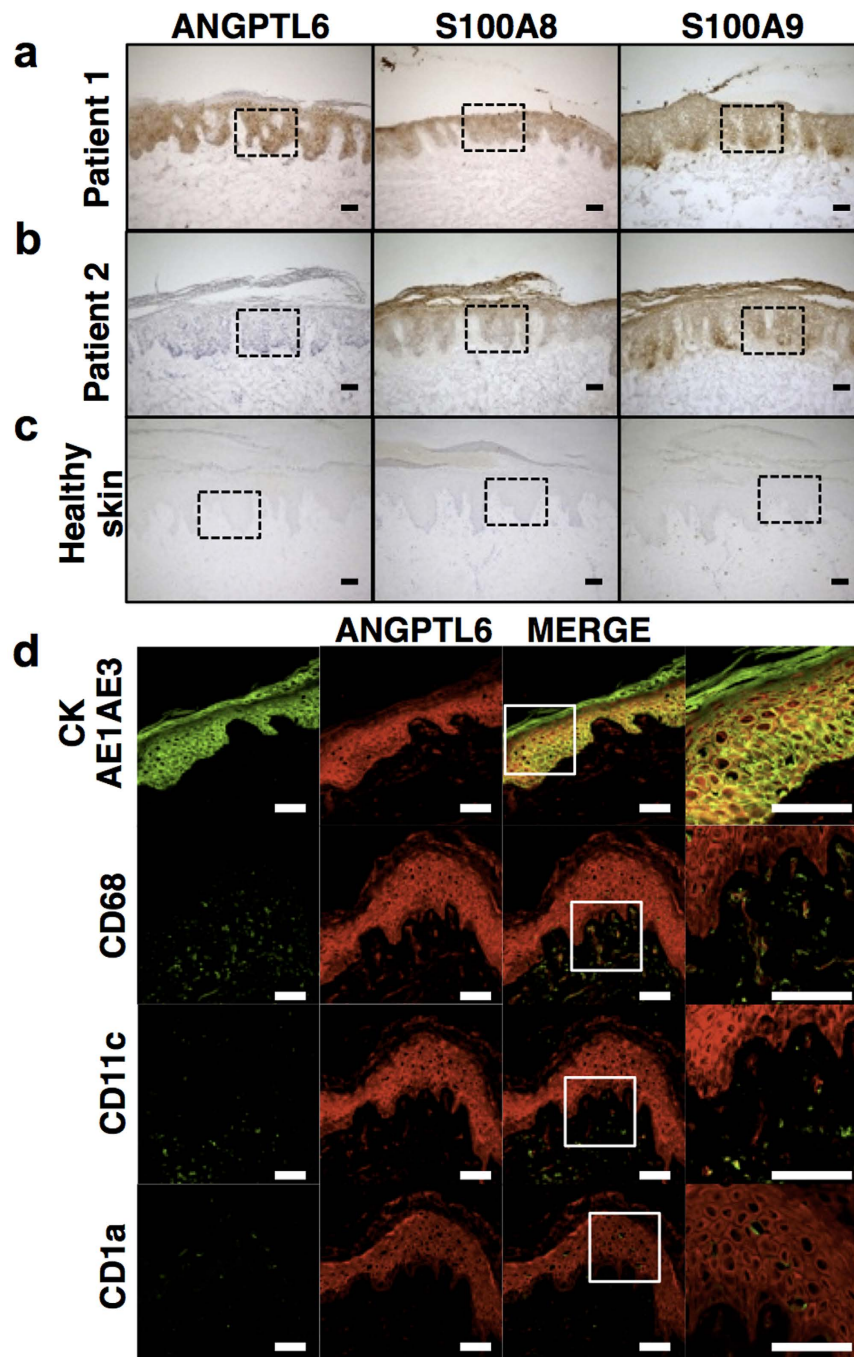 ANGPTL6 S100A8 S100A9
a
Patient 1
b
Patient 2
c
Healthy
skin
ANGPTL6 MERGE
d
CK
AE1AE3
CD68
CD11c
CD1a